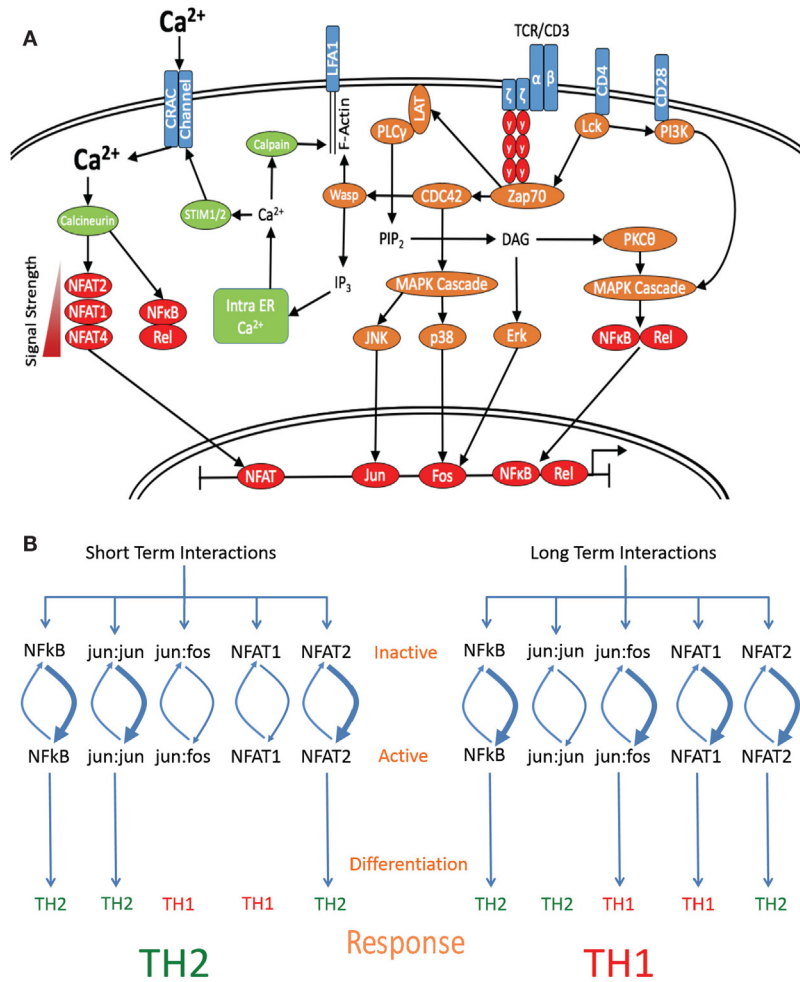 A
Ca2+
TCR/CD3
LFA1
CD4
CD28
α β
ζ ζ
CRAC
Channel
LAT
PLCγ
Lck
PI3K
y y
y y
y y
F-Actin
Calpain
Ca2+
Wasp
CDC42
Zap70
Calcineurin
STIM1/2
Ca2+
PIP2
DAG
PKCθ
Signal Strength
NFAT2
NFAT1
NFAT4
NFκB
Rel
Intra ER
Ca2+
IP3
MAPK Cascade
MAPK Cascade
JNK
p38
Erk
NFκB Rel
NFAT
Jun
Fos
NFκB
Rel
B
Short Term Interactions
Long Term Interactions
NFkB jun:jun jun:fos NFAT1 NFAT2
Inactive
NFkB jun:jun jun:fos NFAT1 NFAT2
NFkB jun:jun jun:fos NFAT1 NFAT2
Active
NFkB jun:jun jun:fos NFAT1 NFAT2
Differentiation
TH2 TH2 TH1 TH1 TH2
TH2 TH2 TH1 TH1 TH2
Response
TH2
TH1